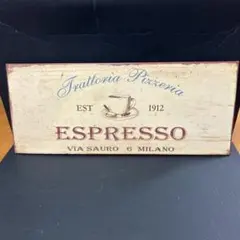 Trattoria Pizzeria
EST 1912
ESPRESSO
VIA SAURO 6 MILANO